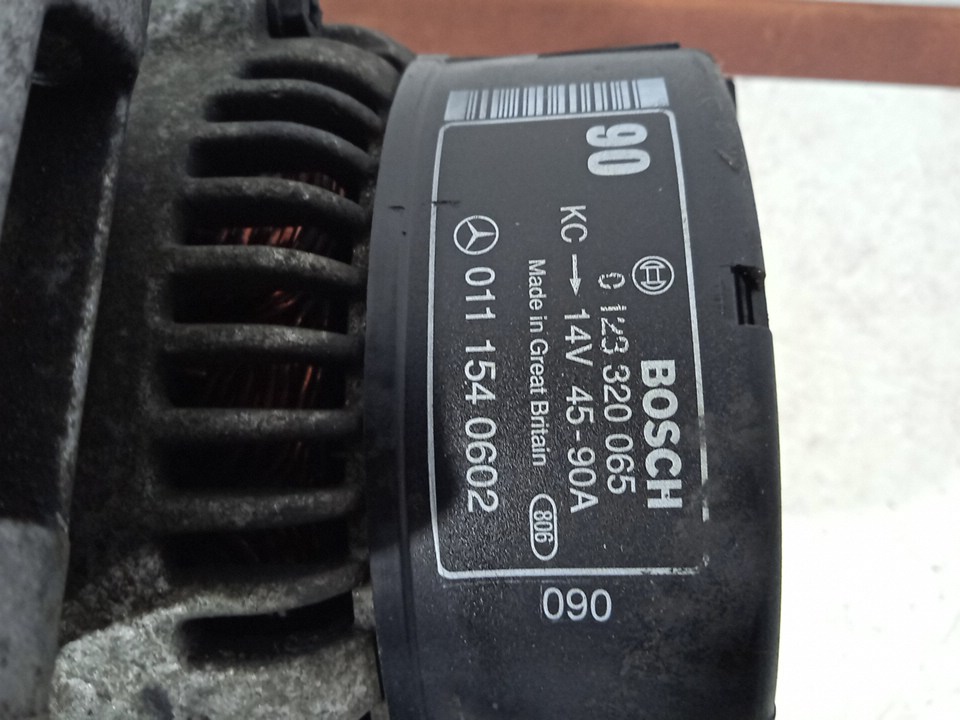 90
BOSCH
0 123 320 065
KC → 14V 45-90A
Made in Great Britain
806
011 154 0602
090